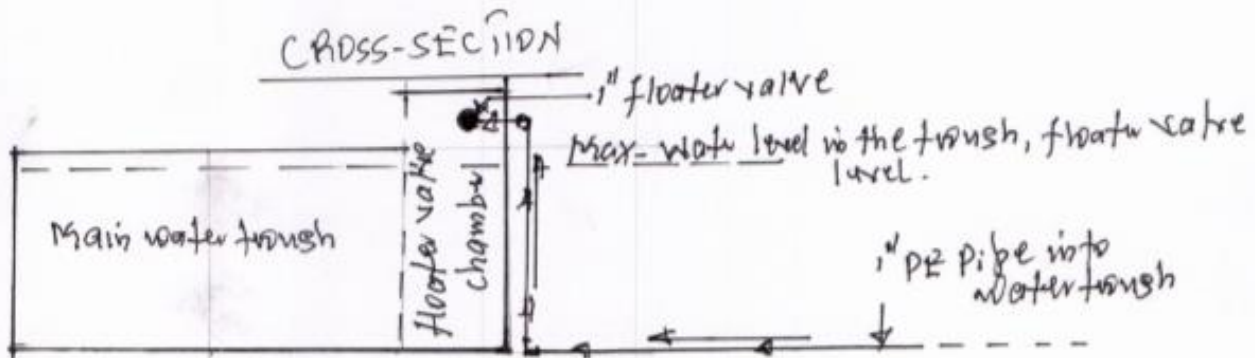 CROSS-SECTION
1" floater valve
Max- water level in the trough, floater valve
level.
Main water trough
floater valve
chamber
1" PE Pipe into
water trough